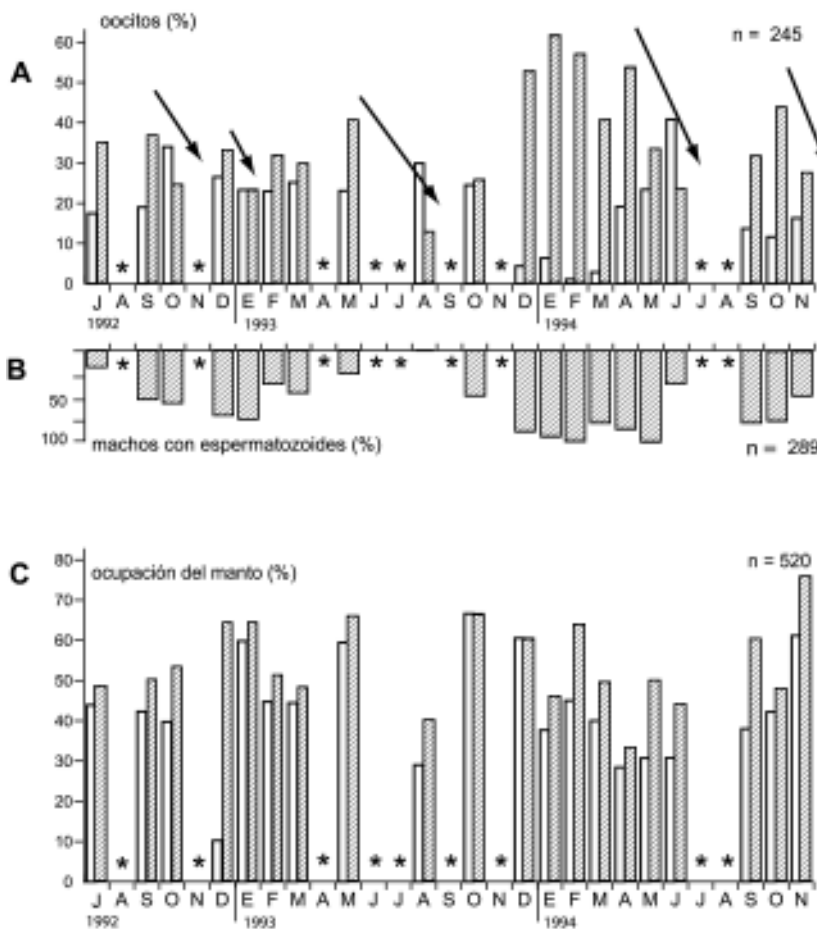 oocitos (%)
n = 245
A
60
50
40
30
20
10
0
* * * * * * * * *
J A S O N D E F M A M J J A S O N D E F M A M J J A S O N
1992 1993 1994
B
* * * * * * * * *
50
100
machos con espermatozoides (%)
n = 289
C
80
ocupación del manto (%)
n = 520
70
60
50
40
30
20
10
0
* * * * * * * * *
J A S O N D E F M A M J J A S O N D E F M A M J J A S O N
1992 1993 1994